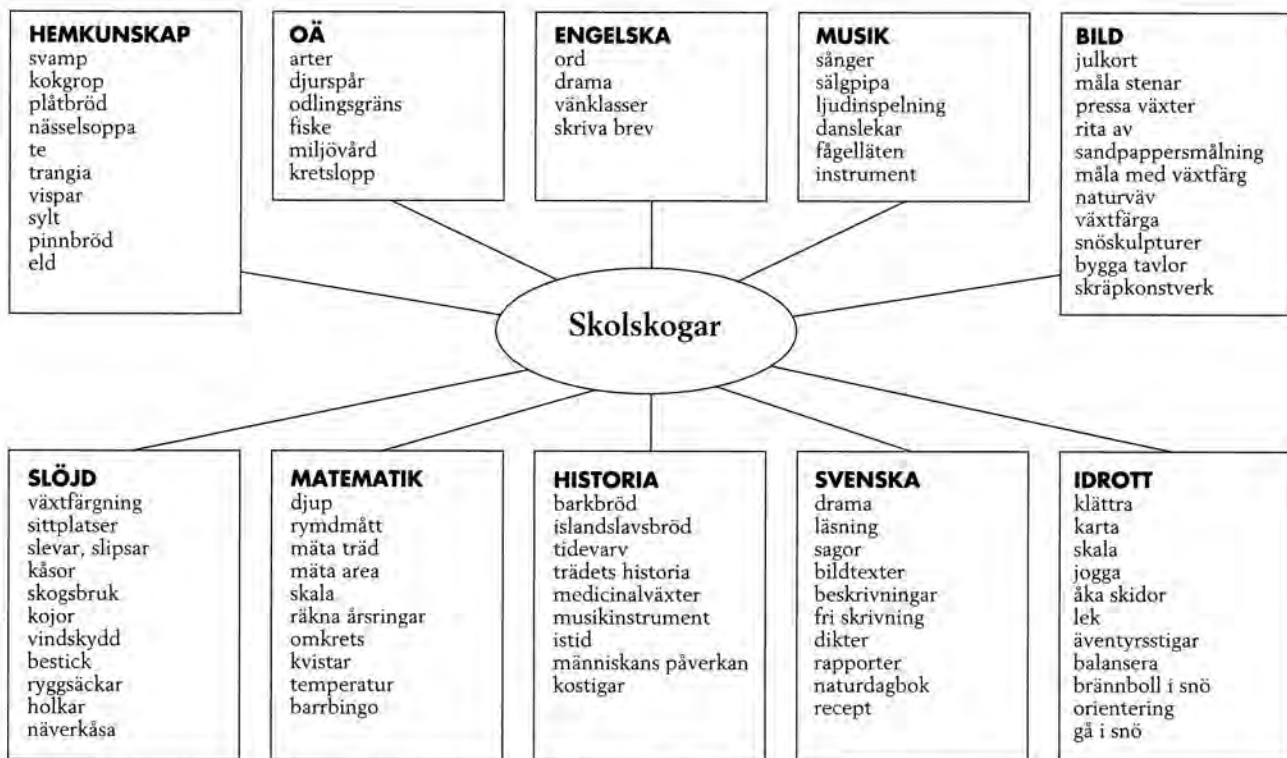 HEMKUNSKAP
svamp
kokgrop
plåtbröd
nässelsoppa
te
trangia
vispar
sylt
pinnbröd
eld
OÄ
arter
djurspår
odlingsgräns
fiske
miljövård
kretslopp
ENGELSKA
ord
drama
vänklasser
skriva brev
MUSIK
sånger
sälgpipa
ljudinspelning
danslekar
fågelläten
instrument
BILD
julkort
måla stenar
pressa växter
rita av
sandpappersmålning
måla med växtfärg
naturväv
växtfärga
snöskulpturer
bygga tavlor
skräpkonstverk
Skolskogar
SLÖJD
växtfärgning
sittplatser
slevar, slipsar
kåsor
skogsbruk
kojor
vindskydd
bestick
ryggsäckar
holkar
näverkåsa
MATEMATIK
djup
rymdmått
mäta träd
mäta area
skala
räkna årsringar
omkrets
kvistar
temperatur
barrbingo
HISTORIA
barkbröd
islandslavsbröd
tidevarv
trädets historia
medicinalväxter
musikinstrument
istid
människans påverkan
kostigar
SVENSKA
drama
läsning
sagor
bildtexter
beskrivningar
fri skrivning
dikter
rapporter
naturdagbok
recept
IDROTT
klättra
karta
skala
jogga
åka skidor
lek
äventyrsstigar
balansera
brännboll i snö
orientering
gå i snö